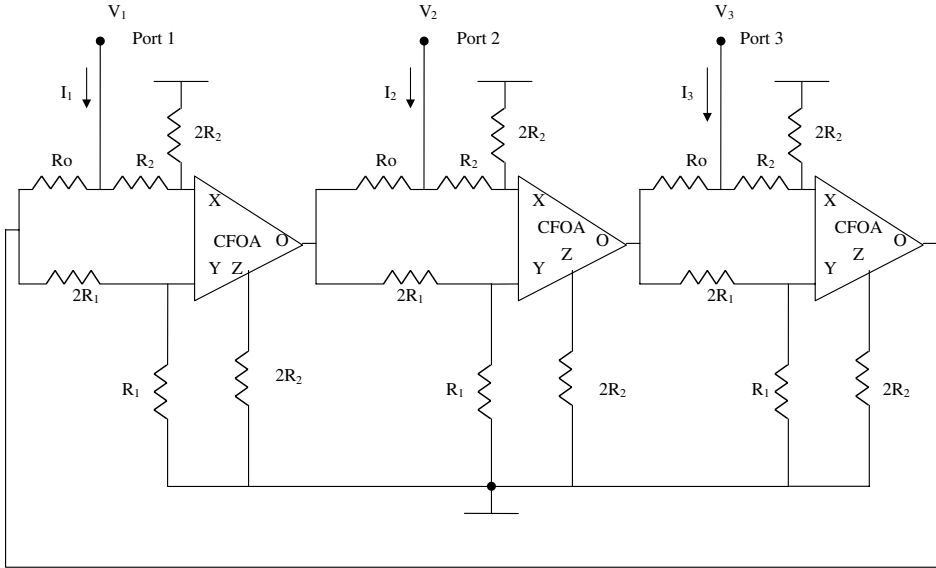 V1 V2 V3
Port 1 Port 2 Port 3
I1 I2 I3
2R2 2R2 2R2
Ro R2 Ro R2 Ro R2
X X X
CFOA O CFOA O CFOA O
Y Z Y Z Y Z
2R1 2R1 2R1
R1 2R2 R1 2R2 R1 2R2